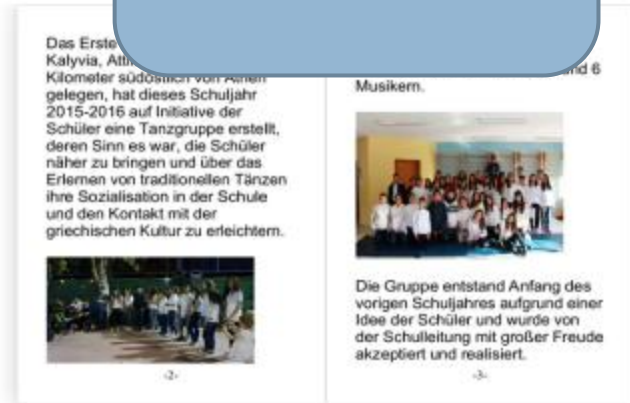 Das Erste
Kalyvia,
Kilometer südöstlich von Athen
gelegen, hat dieses Schuljahr
2015-2016 auf Initiative der
Schüler eine Tanzgruppe erstellt,
deren Sinn es war, die Schüler
näher zu bringen und über das
Erlernen von traditionellen Tänzen
ihre Sozialisation in der Schule
und den Kontakt mit der
griechischen Kultur zu erleichtern.
-2-
6
Musikern.
Die Gruppe entstand Anfang des
vorigen Schuljahres aufgrund einer
Idee der Schüler und wurde von
der Schulleitung mit großer Freude
akzeptiert und realisiert.
-3-